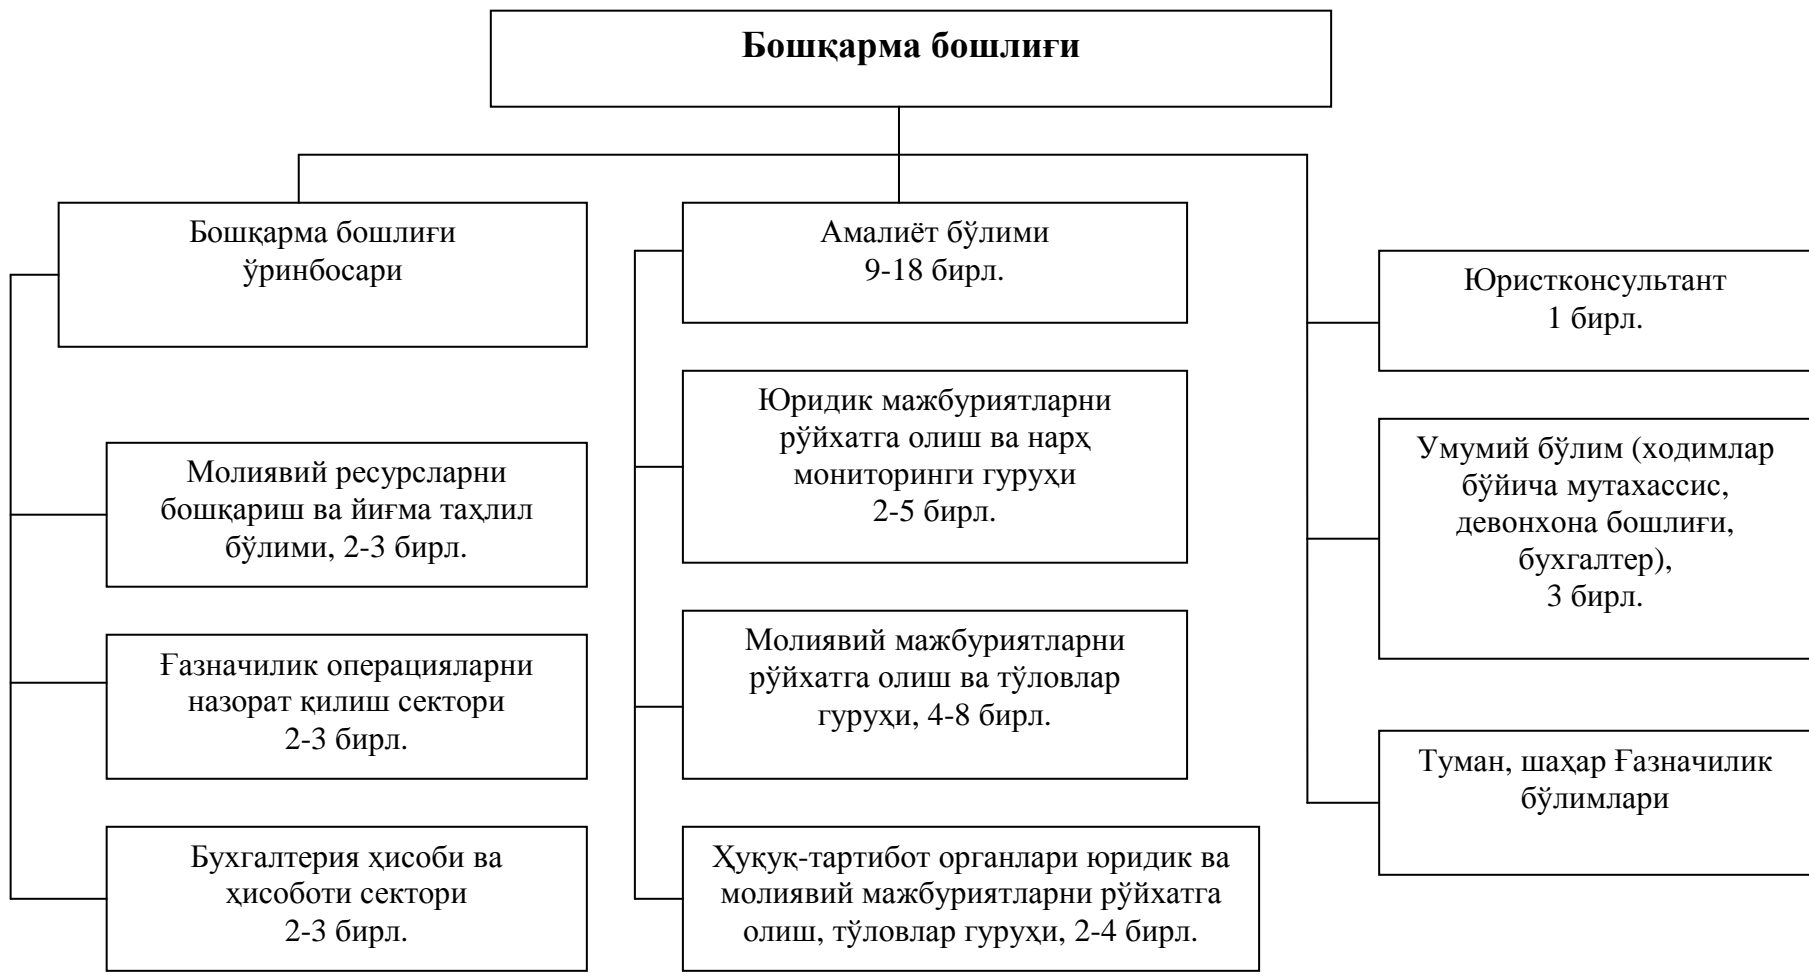 Бошқарма бошлиғи
Бошқарма бошлиғи
ўринбосари
Молиявий ресурсларни
бошқариш ва йиғма таҳлил
бўлими, 2-3 бирл.
Ғазначилик операцияларни
назорат қилиш сектори
2-3 бирл.
Бухгалтерия ҳисоби ва
ҳисоботи сектори
2-3 бирл.
Амалиёт бўлими
9-18 бирл.
Юридик мажбуриятларни
рўйхатга олиш ва нарҳ
мониторинги гуруҳи
2-5 бирл.
Молиявий мажбуриятларни
рўйхатга олиш ва тўловлар
гуруҳи, 4-8 бирл.
Ҳуқуқ-тартибот органлари юридик ва
молиявий мажбуриятларни рўйхатга
олиш, тўловлар гуруҳи, 2-4 бирл.
Юристконсультант
1 бирл.
Умумий бўлим (ходимлар
бўйича мутахассис,
девонхона бошлиғи,
бухгалтер),
3 бирл.
Туман, шаҳар Ғазначилик
бўлимлари